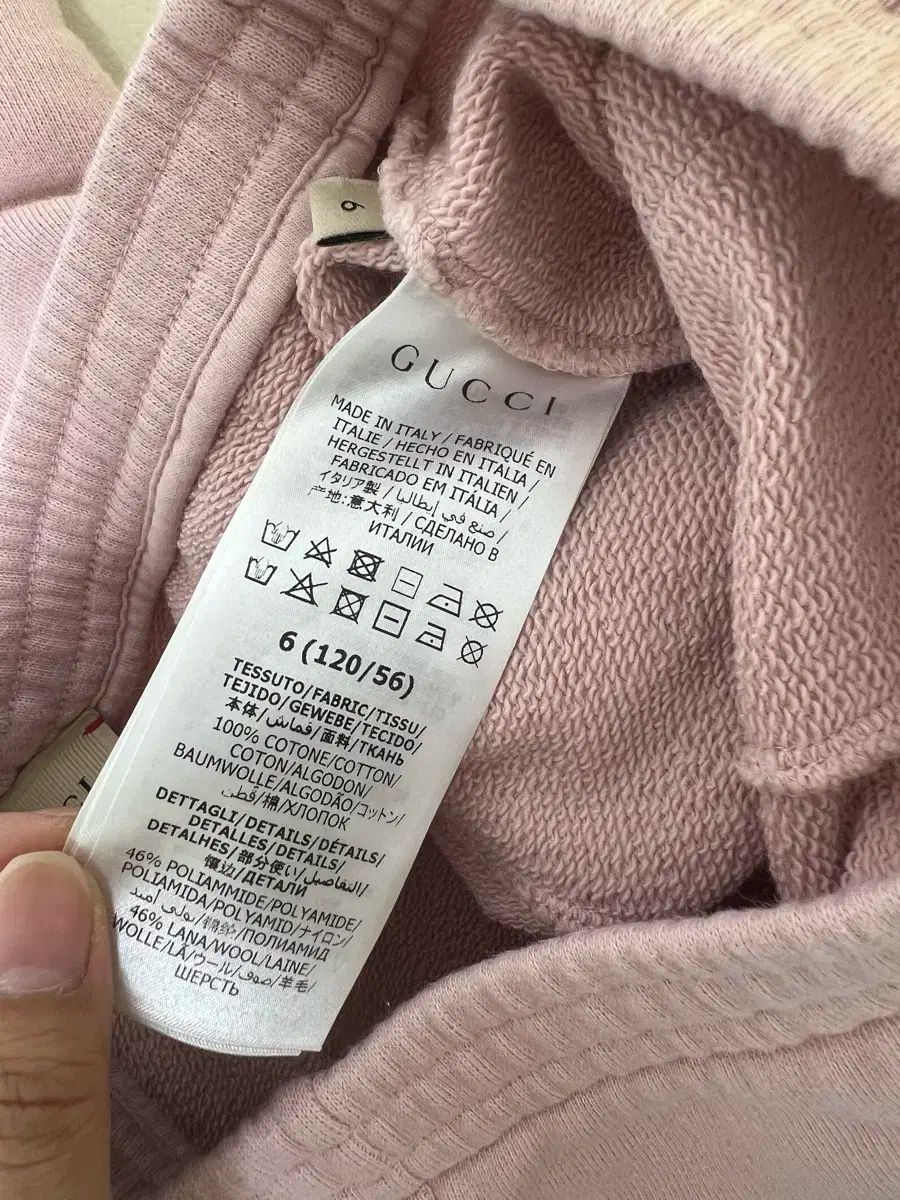 6
GUCCI
MADE IN ITALY / FABRIQUÉ EN
ITALIE / HECHO EN ITALIA /
HERGESTELLT IN ITALIEN /
FABRICADO EM ITÁLIA /
イタリア製 / صنع في إيطاليا /
产地:意大利 / СДЕЛАНО В
ИТАЛИИ
6 (120/56)
TESSUTO/FABRIC/TISSU/
TEJIDO/GEWEBE/TECIDO/
本体/قماش/面料/ТКАНЬ
100% COTONE/COTTON/
COTON/ALGODON/
BAUMWOLLE/ALGODÃO/コットン/
قطن/棉/ХЛОПОК
DETTAGLI/DETAILS/DÉTAILS/
DETALLES/DETAILS/
DETALHES/部分使い/التفاصيل/
镶边/ДЕТАЛИ
46% POLIAMMIDE/POLYAMIDE/
POLIAMIDA/POLYAMID/ナイロン/
بولي أميد/锦纶/ПОЛИАМИД
46% LANA/WOOL/LAINE/
WOLLE/LÃ/ウール/صوف/羊毛/
ШЕРСТЬ